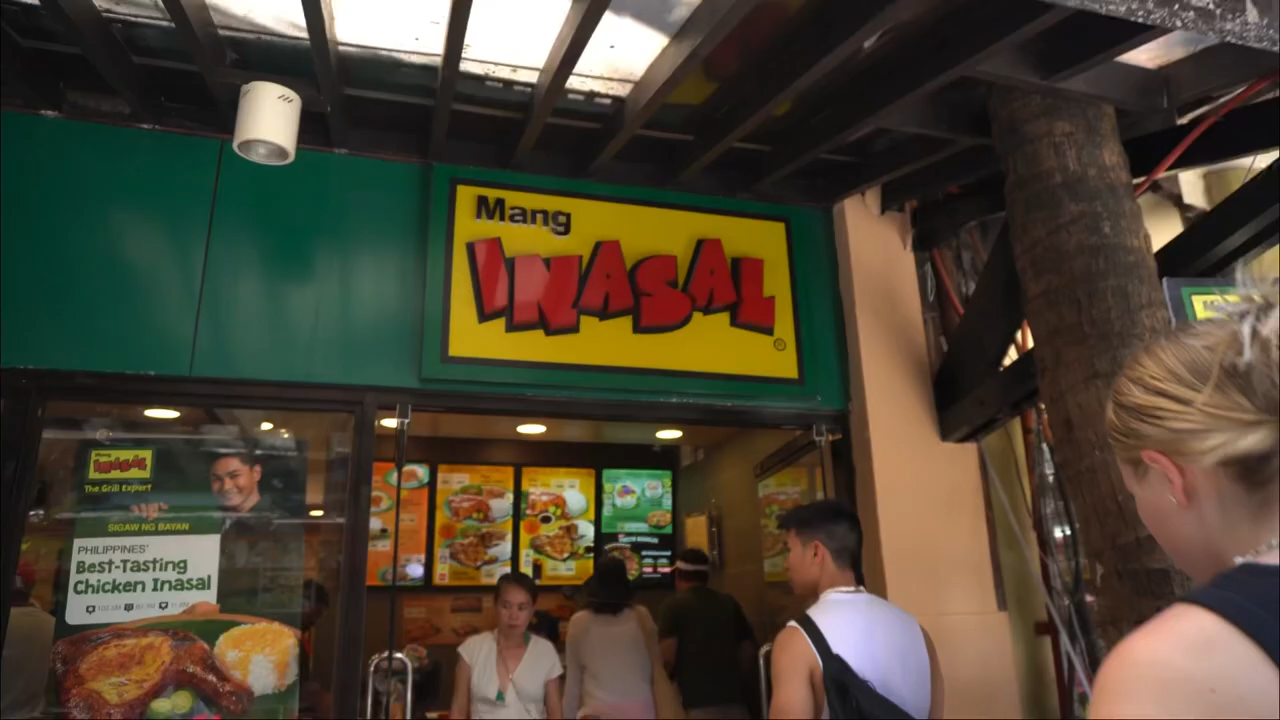 Mang
INASAL
Mang
INASAL
The Grill Expert
SIGAW NG BAYAN
PHILIPPINES'
Best-Tasting
Chicken Inasal